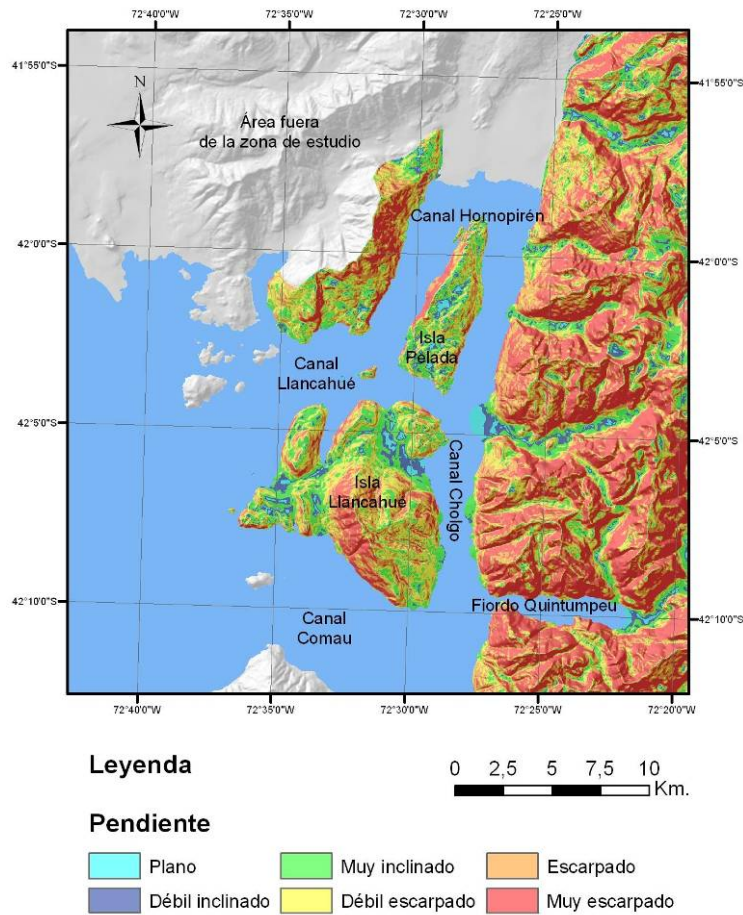 72°40'0"W 72°35'0"W 72°30'0"W 72°25'0"W
41°55'0"S
41°55'0"S
N
Área fuera
de la zona de estudio
Canal Hornopirén
42°0'0"S
42°0'0"S
Isla
Pelada
Canal
Llancahué
42°5'0"S
42°5'0"S
Canal Cholgo
Isla
Llancahué
42°10'0"S
Fiordo Quintumpeu
42°10'0"S
Canal
Comau
72°40'0"W 72°35'0"W 72°30'0"W 72°25'0"W 72°20'0"W
Leyenda
0 2,5 5 7,5 10
Km.
Pendiente
Plano Muy inclinado Escarpado
Débil inclinado Débil escarpado Muy escarpado